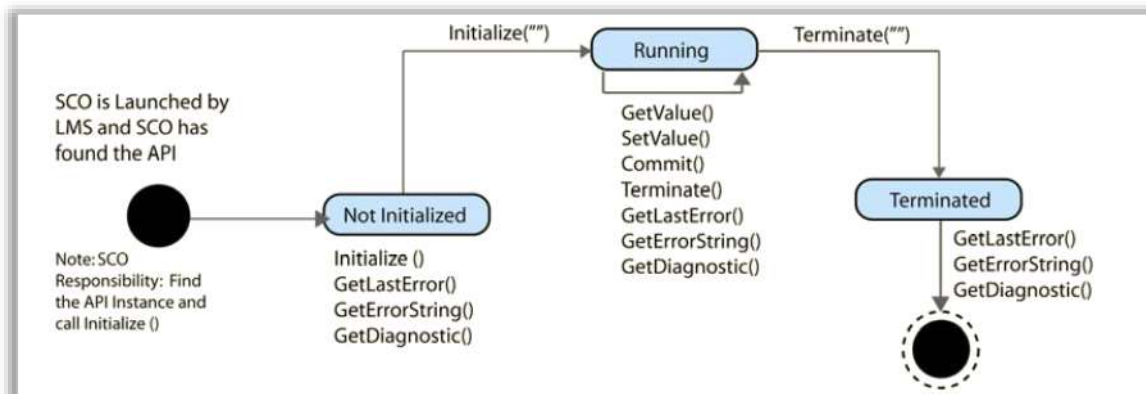 SCO is Launched by
LMS and SCO has
found the API
Note: SCO
Responsibility: Find
the API Instance and
call Initialize ()
Not Initialized
Initialize ()
GetLastError()
GetErrorString()
GetDiagnostic()
Initialize("")
Running
GetValue()
SetValue()
Commit()
Terminate()
GetLastError()
GetErrorString()
GetDiagnostic()
Terminate("")
Terminated
GetLastError()
GetErrorString()
GetDiagnostic()